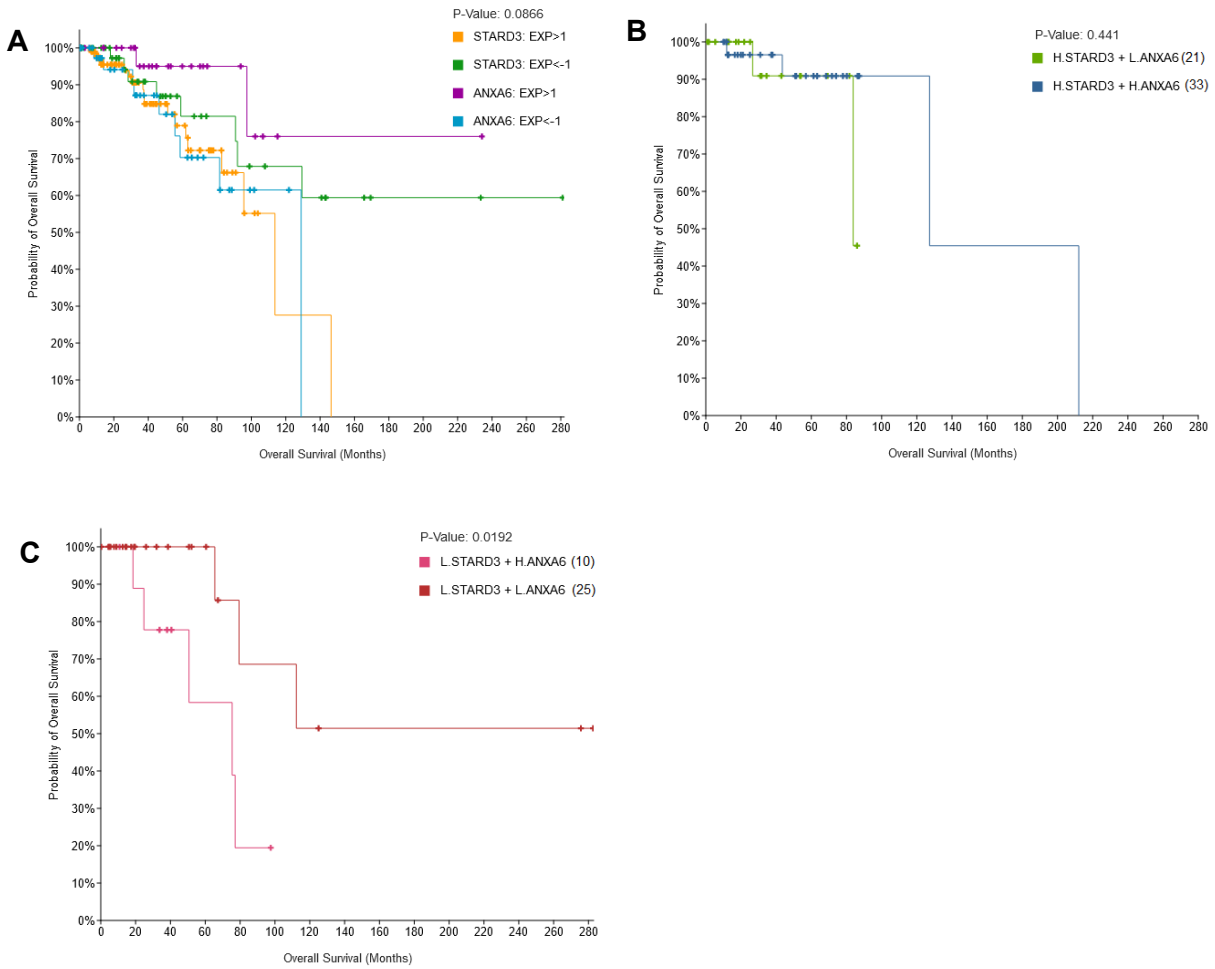 A
P-Value: 0.0866
STARD3: EXP>1
STARD3: EXP<-1
ANXA6: EXP>1
ANXA6: EXP<-1
Probability of Overall Survival
100%
90%
80%
70%
60%
50%
40%
30%
20%
10%
0%
0 20 40 60 80 100 120 140 160 180 200 220 240 260 280
Overall Survival (Months)
B
P-Value: 0.441
H.STARD3 + L.ANXA6 (21)
H.STARD3 + H.ANXA6 (33)
Probability of Overall Survival
100%
90%
80%
70%
60%
50%
40%
30%
20%
10%
0%
0 20 40 60 80 100 120 140 160 180 200 220 240 260 280
Overall Survival (Months)
C
P-Value: 0.0192
L.STARD3 + H.ANXA6 (10)
L.STARD3 + L.ANXA6 (25)
Probability of Overall Survival
100%
90%
80%
70%
60%
50%
40%
30%
20%
10%
0%
0 20 40 60 80 100 120 140 160 180 200 220 240 260 280
Overall Survival (Months)